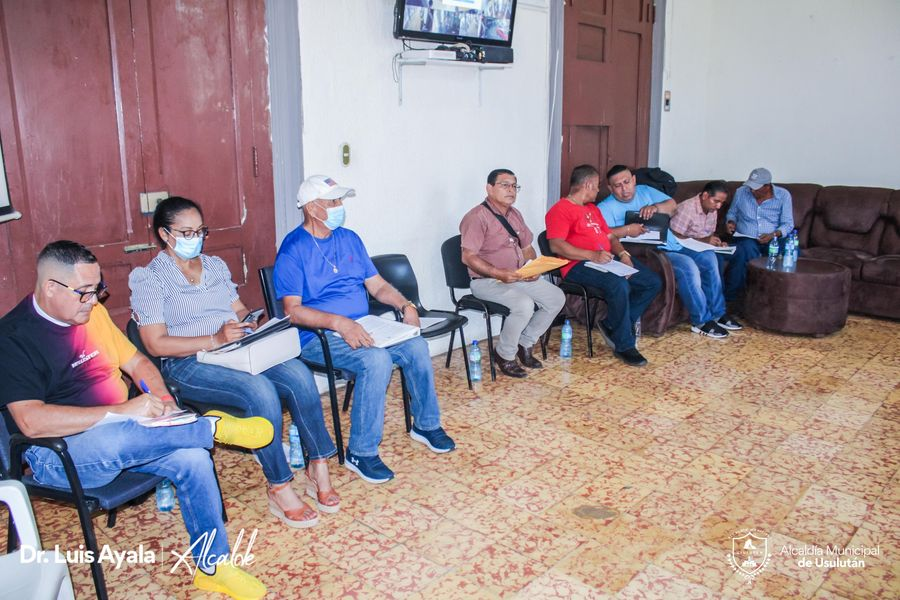 Dr. Luis Ayala | Alcalde
Alcaldía Municipal
de Usulután